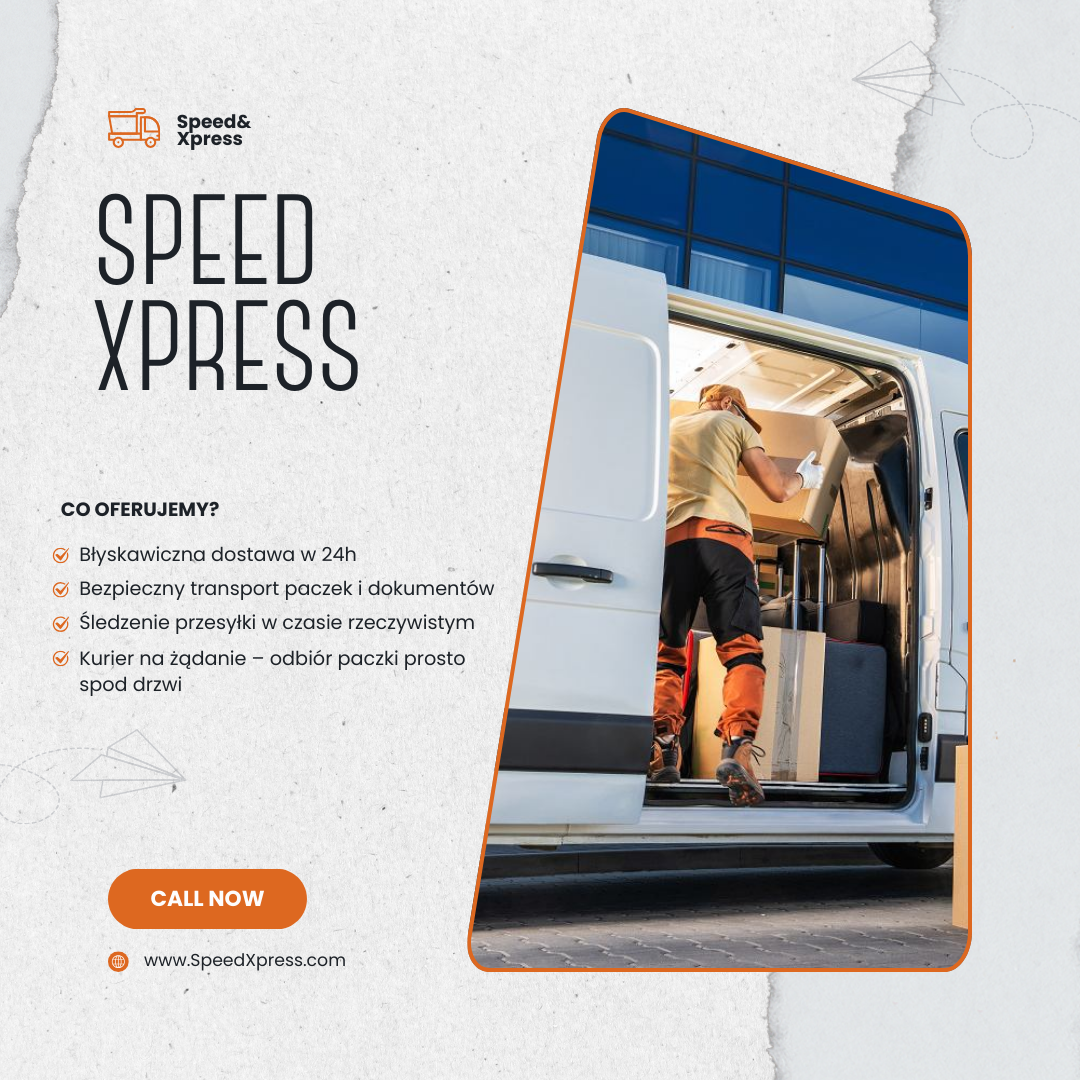 Speed&
Xpress
SPEED
XPRESS
CO OFERUJEMY?
Błyskawiczna dostawa w 24h
Bezpieczny transport paczek i dokumentów
Śledzenie przesyłki w czasie rzeczywistym
Kurier na żądanie – odbiór paczki prosto
spod drzwi
CALL NOW
www.SpeedXpress.com